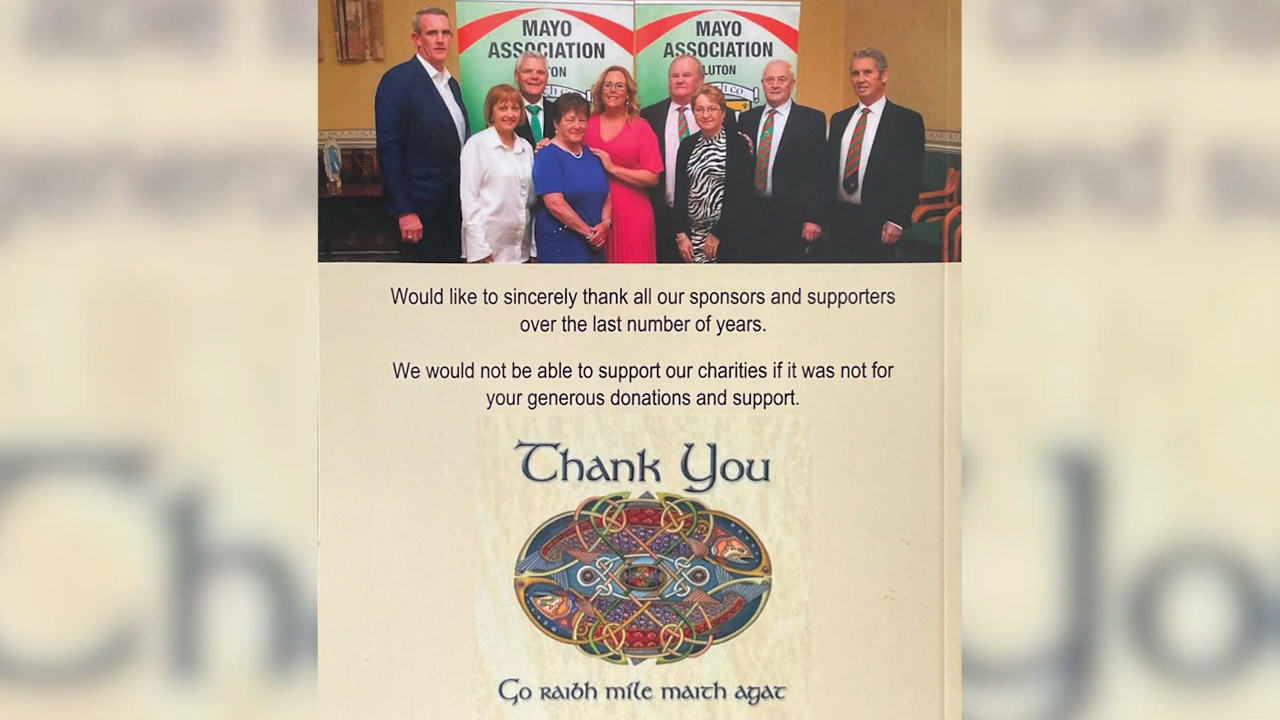 MAYO
ASSOCIATION
TON
MAYO
ASSOCIATION
LUTON
Would like to sincerely thank all our sponsors and supporters
over the last number of years.
We would not be able to support our charities if it was not for
your generous donations and support.
Thank You
Go raibh míle maith agat